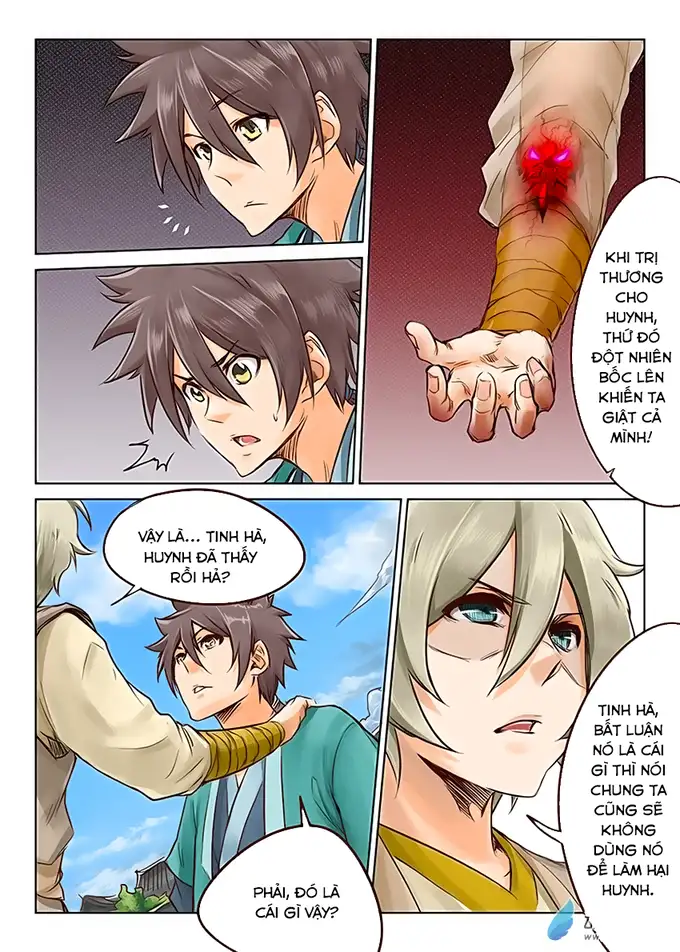 KHI TRỊ
THƯƠNG
CHO
HUYNH,
THỨ ĐÓ
ĐỘT NHIÊN
BỐC LÊN
KHIẾN TA
GIẬT CẢ
MÌNH!
VẬY LÀ... TINH HÀ,
HUYNH ĐÃ THẤY
RỒI HẢ?
TINH HÀ,
BẤT LUẬN
NÓ LÀ CÁI
GÌ THÌ NÓI
CHUNG TA
CŨNG SẼ
KHÔNG
DÙNG NÓ
ĐỂ LÀM HẠI
HUYNH.
PHẢI, ĐÓ LÀ
CÁI GÌ VẬY?